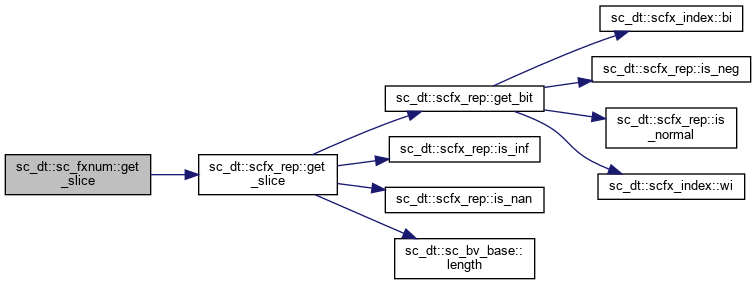 sc_dt::sc_fxnum::get
_slice
sc_dt::scfx_rep::get
_slice
sc_dt::scfx_rep::get_bit
sc_dt::scfx_index::bi
sc_dt::scfx_rep::is_neg
sc_dt::scfx_rep::is
_normal
sc_dt::scfx_index::wi
sc_dt::scfx_rep::is_inf
sc_dt::scfx_rep::is_nan
sc_dt::sc_bv_base::
length